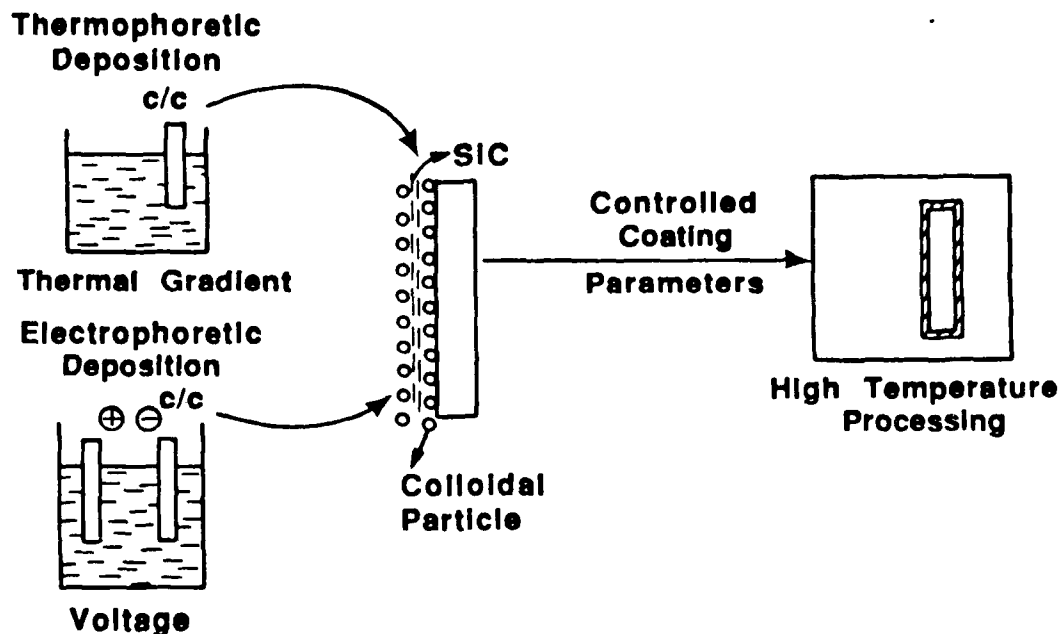 Thermophoretic
Deposition
c/c
Thermal Gradient
Electrophoretic
Deposition
c/c
+ −
Voltage
SIC
Colloidal
Particle
Controlled
Coating
Parameters
High Temperature
Processing